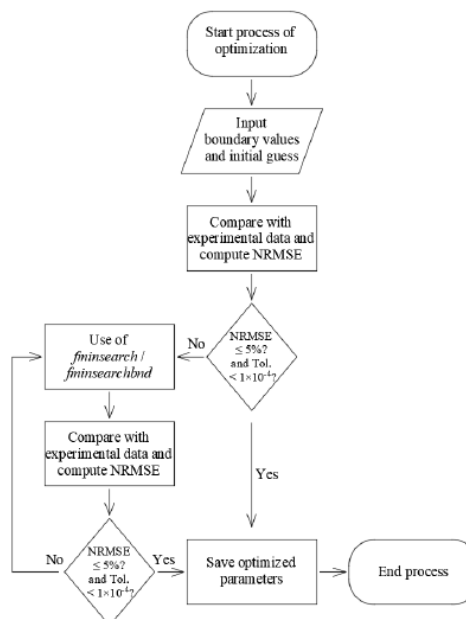 Start process of
optimization
Input
boundary values
and initial guess
Compare with
experimental data and
compute NRMSE
NRMSE
≤ 5%?
and Tol.
< 1×10⁻⁴?
No
Yes
Use of
fininsearch /
fininsearchbnd
Compare with
experimental data and
compute NRMSE
NRMSE
≤ 5%?
and Tol.
< 1×10⁻⁴?
No
Yes
Save optimized
parameters
End process